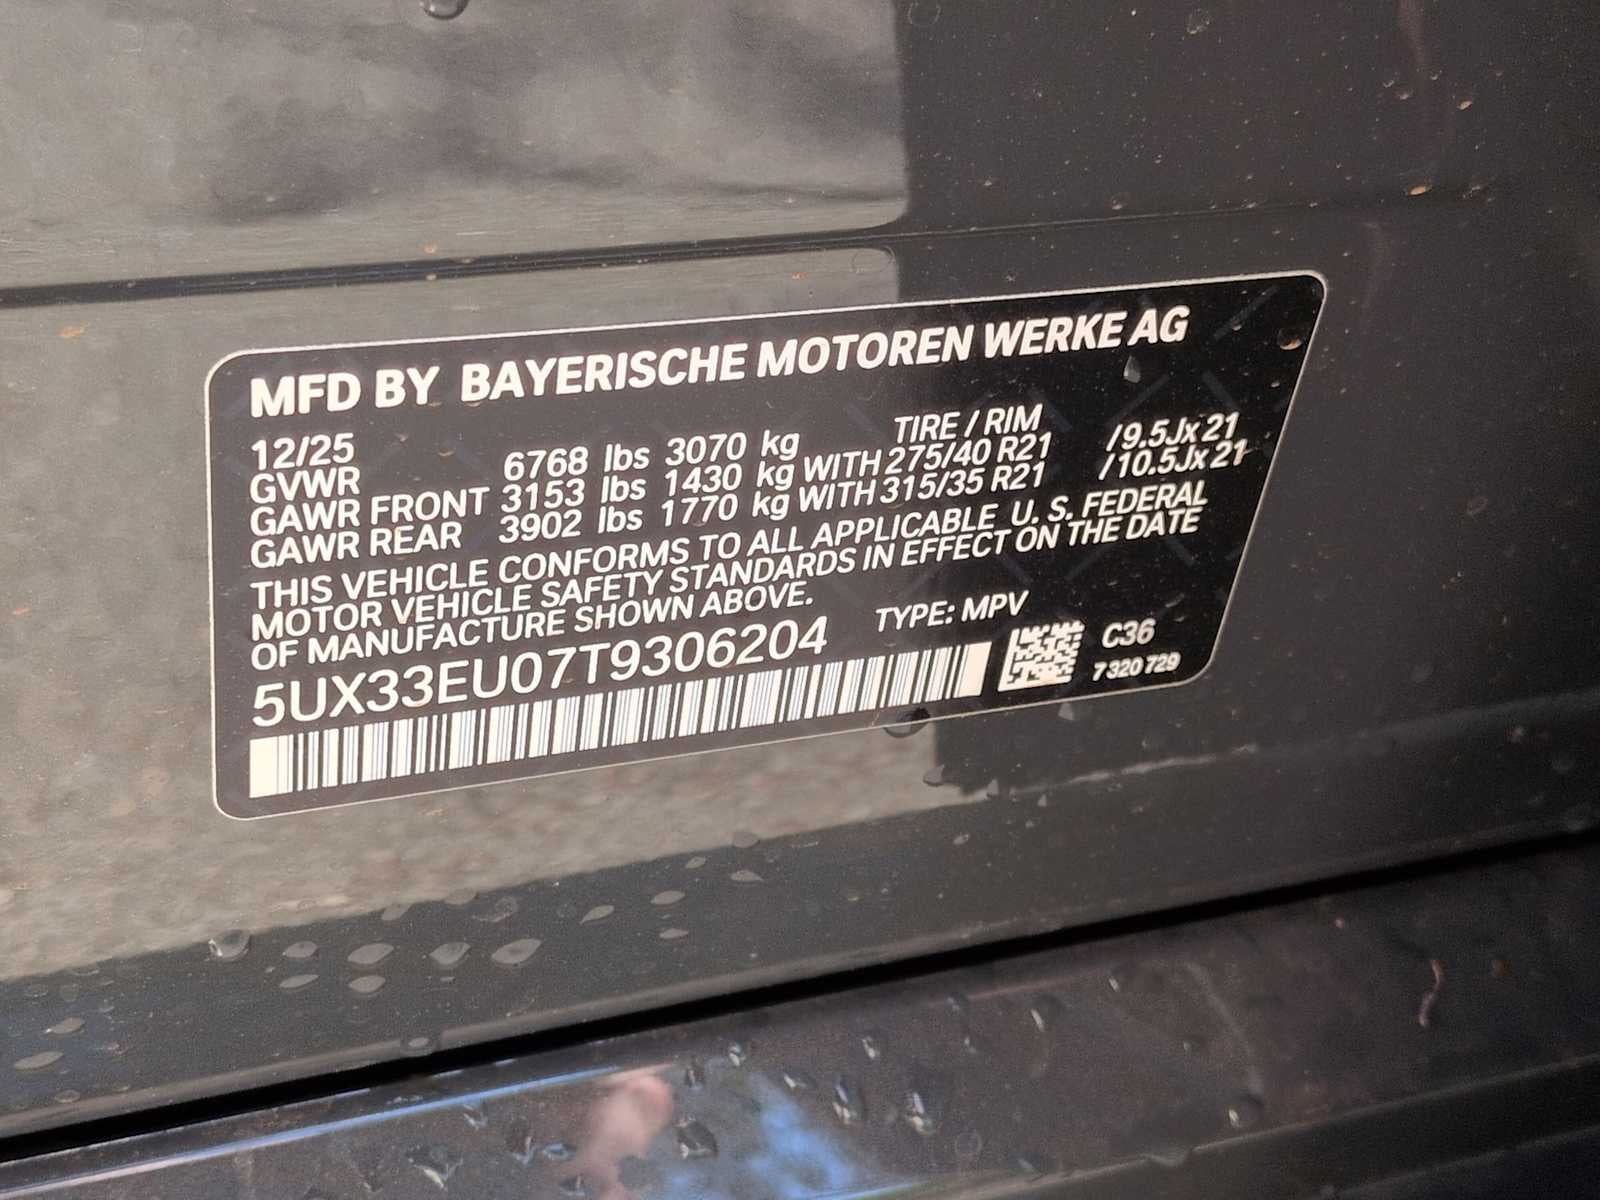 MFD BY BAYERISCHE MOTOREN WERKE AG
12/25 TIRE / RIM
GVWR 6768 lbs 3070 kg
GAWR FRONT 3153 lbs 1430 kg WITH 275/40 R21 /9.5Jx21
GAWR REAR 3902 lbs 1770 kg WITH 315/35 R21 /10.5Jx21
THIS VEHICLE CONFORMS TO ALL APPLICABLE U. S. FEDERAL
MOTOR VEHICLE SAFETY STANDARDS IN EFFECT ON THE DATE
OF MANUFACTURE SHOWN ABOVE.
5UX33EU07T9306204 TYPE: MPV
C36
7 320 729